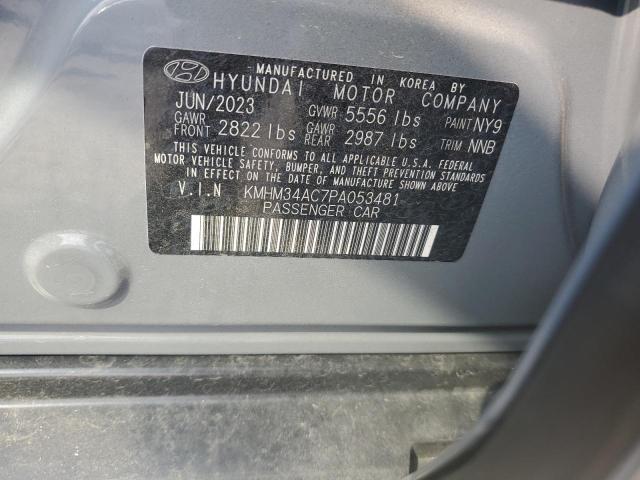 MANUFACTURED IN KOREA BY
HYUNDAI MOTOR COMPANY
JUN/2023 GVWR 5556 lbs PAINT NY9
GAWR FRONT 2822 lbs GAWR REAR 2987 lbs TRIM NNB
THIS VEHICLE CONFORMS TO ALL APPLICABLE U.S.A. FEDERAL
MOTOR VEHICLE SAFETY, BUMPER, AND THEFT PREVENTION STANDARDS
IN EFFECT ON THE DATE OF MANUFACTURE SHOWN ABOVE.
V.I.N KMHM34AC7PA053481
PASSENGER CAR